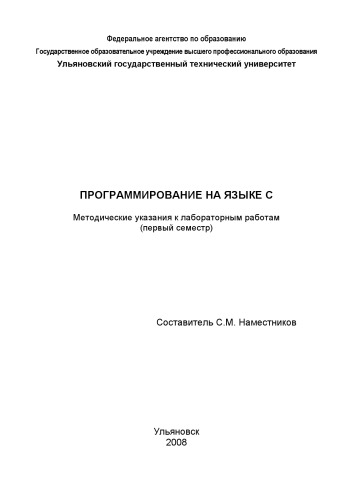 Федеральное агентство по образованию
Государственное образовательное учреждение высшего профессионального образования
Ульяновский государственный технический университет
ПРОГРАММИРОВАНИЕ НА ЯЗЫКЕ С
Методические указания к лабораторным работам
(первый семестр)
Составитель С.М. Наместников
Ульяновск
2008